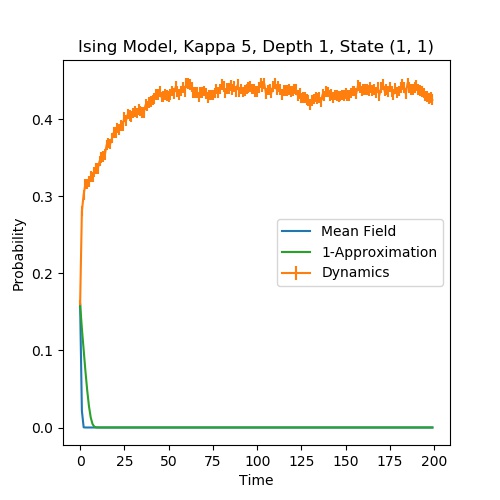 Ising Model, Kappa 5, Depth 1, State (1, 1)
Probability
0.4
0.3
0.2
0.1
0.0
Mean Field
1-Approximation
Dynamics
0 25 50 75 100 125 150 175 200
Time